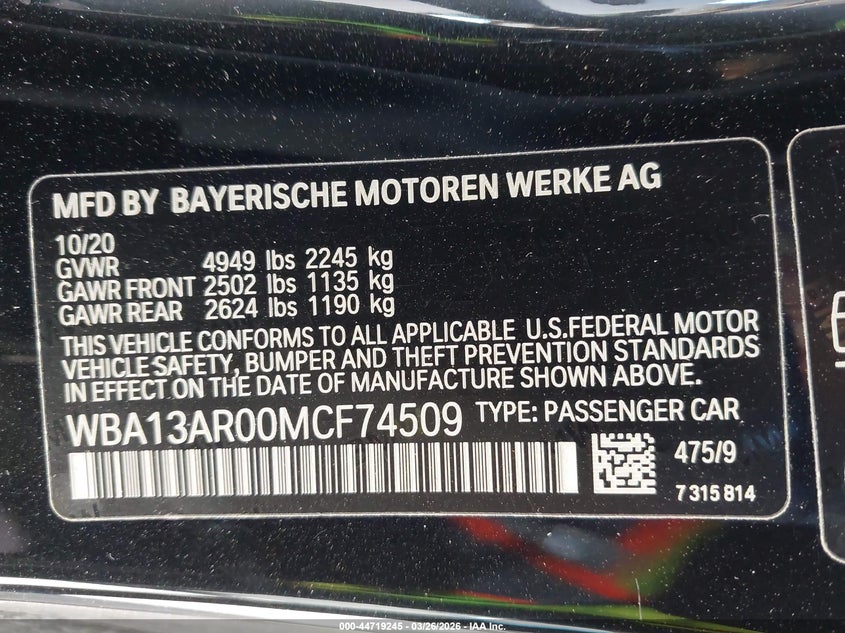 MFD BY BAYERISCHE MOTOREN WERKE AG
10/20
GVWR 4949 lbs 2245 kg
GAWR FRONT 2502 lbs 1135 kg
GAWR REAR 2624 lbs 1190 kg
THIS VEHICLE CONFORMS TO ALL APPLICABLE U.S.FEDERAL MOTOR
VEHICLE SAFETY, BUMPER AND THEFT PREVENTION STANDARDS
IN EFFECT ON THE DATE OF MANUFACTURE SHOWN ABOVE.
WBA13AR00MCF74509 TYPE: PASSENGER CAR
475/9
7 315 814
000-44719245 - 03/26/2026 - IAA Inc.